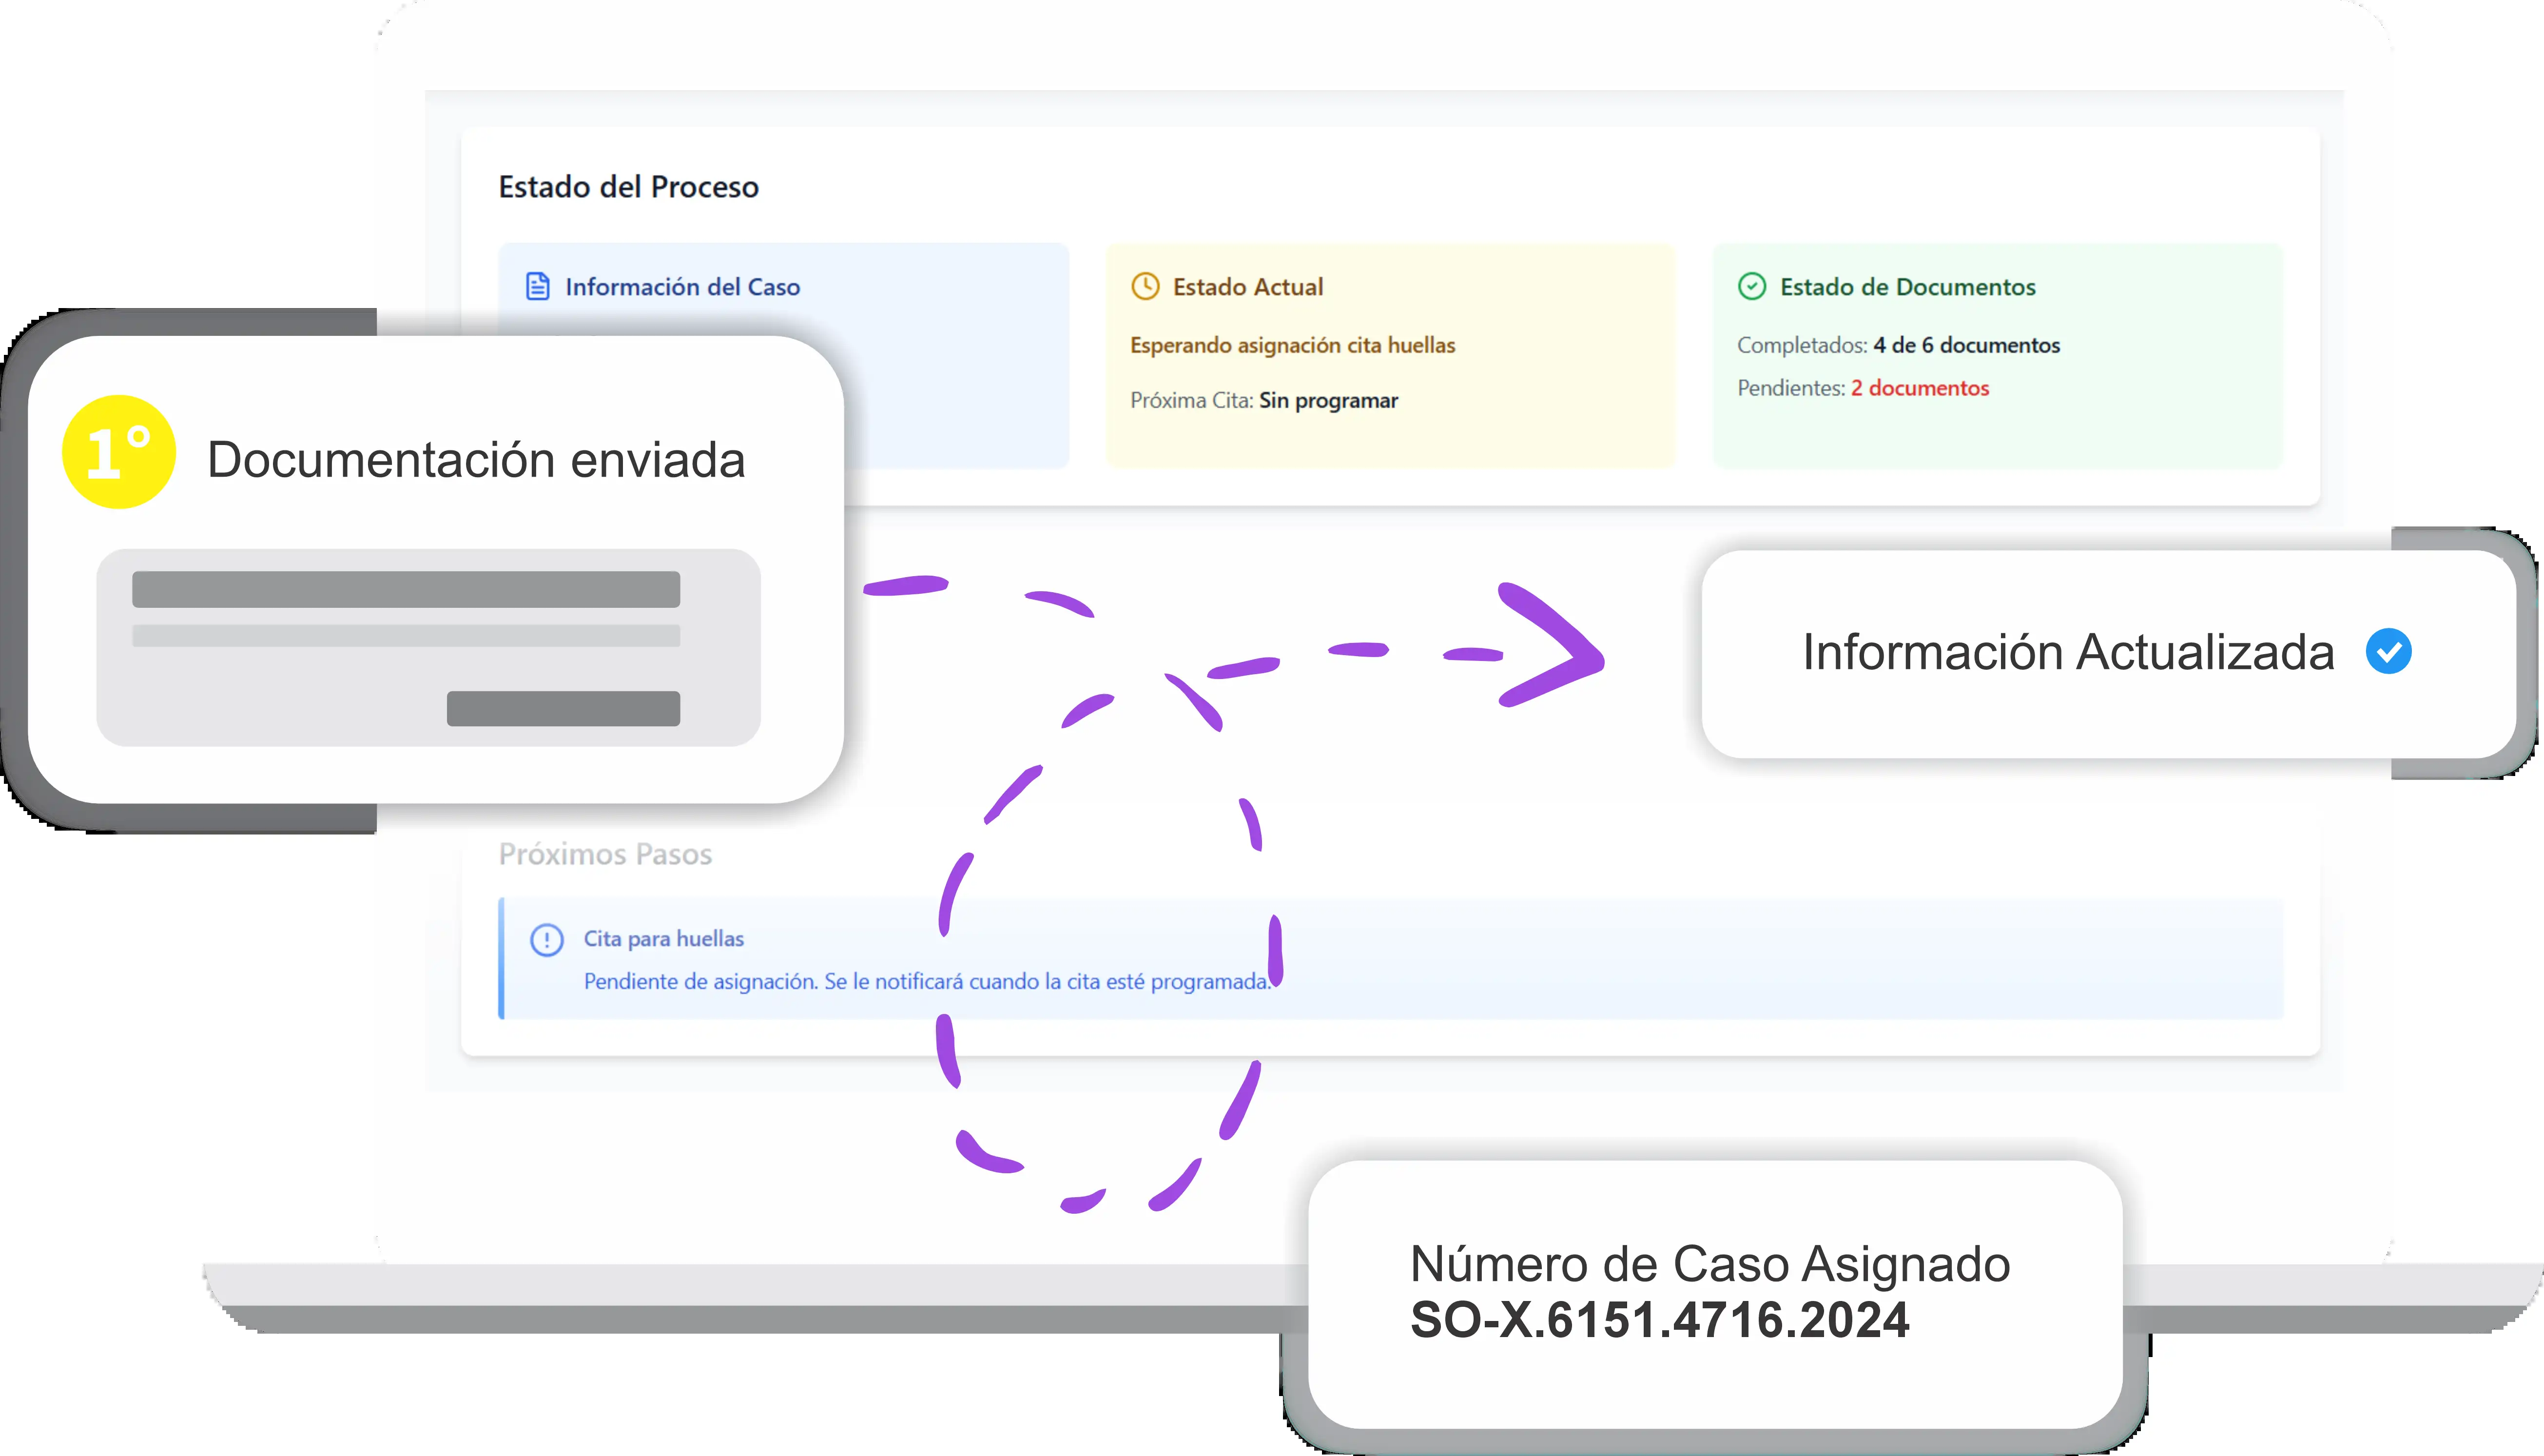 Estado del Proceso
Información del Caso
Estado Actual
Esperando asignación cita huellas
Próxima Cita: Sin programar
Estado de Documentos
Completados: 4 de 6 documentos
Pendientes: 2 documentos
1°
Documentación enviada
Información Actualizada
Próximos Pasos
Cita para huellas
Pendiente de asignación. Se le notificará cuando la cita esté programada.
Número de Caso Asignado
SO-X.6151.4716.2024